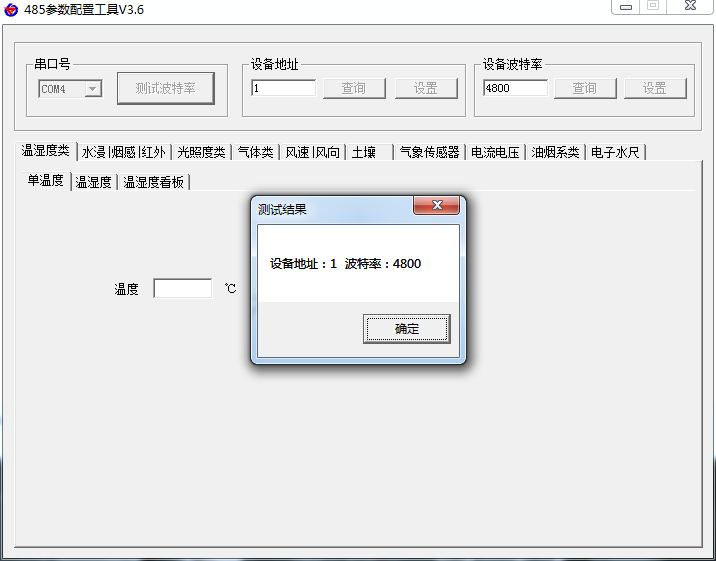 485参数配置工具V3.6
串口号
COM4
测试波特率
设备地址
1
查询
设置
设备波特率
4800
查询
设置
温湿度类
水浸|烟感|红外
光照度类
气体类
风速|风向
土壤
气象传感器
电流电压
油烟系类
电子水尺
单温度
温湿度
温湿度看板
测试结果
设备地址：1 波特率：4800
确定
温度
℃